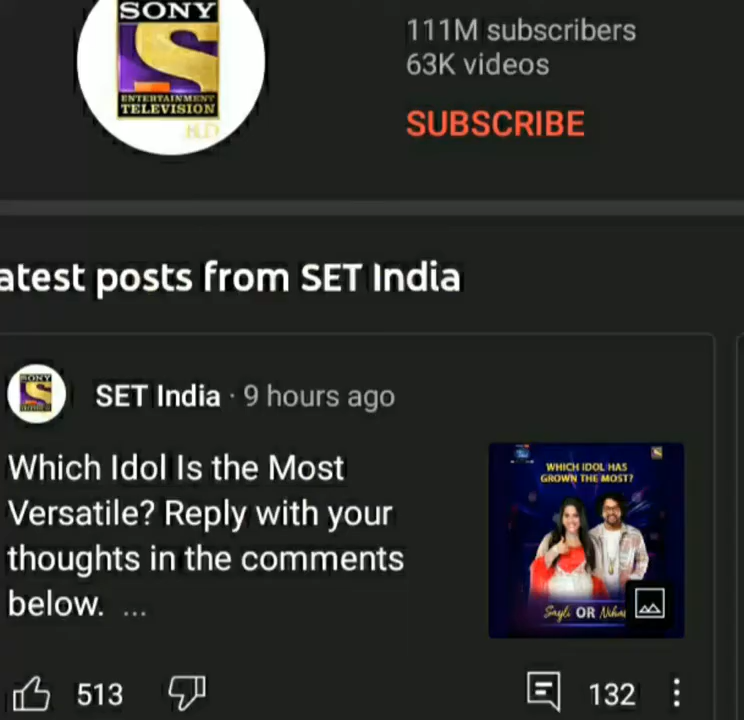 SONY
ENTERTAINMENT
TELEVISION
HD
111M subscribers
63K videos
SUBSCRIBE
atest posts from SET India
SONY
SET India · 9 hours ago
Which Idol Is the Most
Versatile? Reply with your
thoughts in the comments
below. ...
WHICH IDOL HAS
GROWN THE MOST?
Sayli OR
513
132